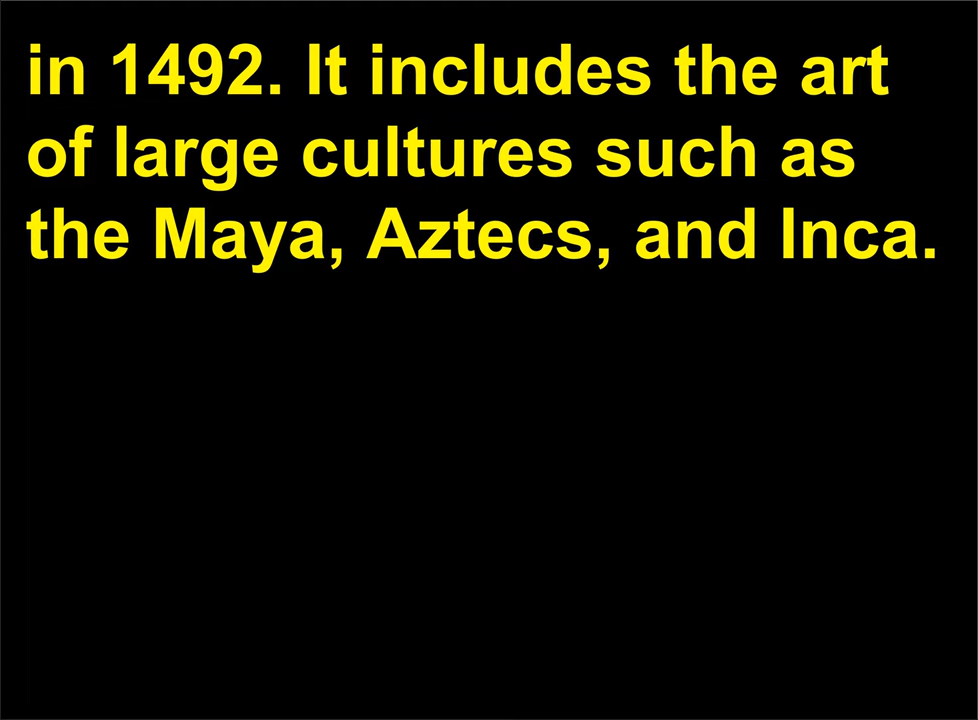 in 1492. It includes the art
of large cultures such as
the Maya, Aztecs, and Inca.